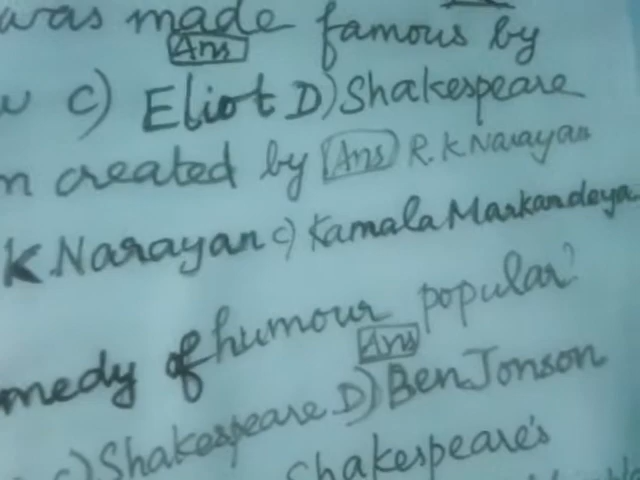 was made famous by
Ans
C) Eliot D) Shakespeare
n created by Ans R.K Narayan
K Narayan c) Kamala Markandeya
medy of humour popular?
Ans
c) Shakespeare D) Ben Jonson
Shakespeare's